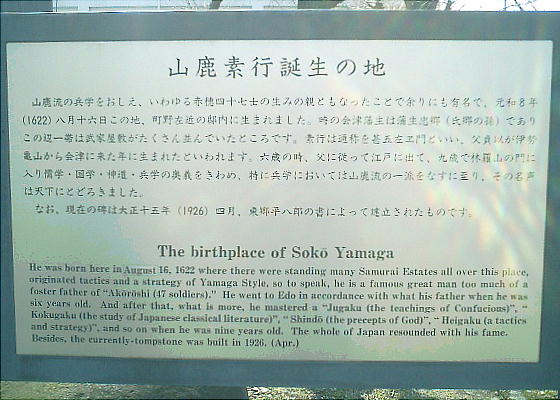 山鹿素行誕生の地
山鹿流の兵学をおしえ、いわゆる赤穂四十七士の生みの親ともなったことで余りにも有名で、元和８年
(1622) 八月十六日この地、町野左近の邸内に生まれました。時の会津藩主は蒲生忠郷 (氏郷の孫) であり
この辺一帯は武家屋敷がたくさん並んでいたところです。素行は通称を甚五左ヱ門といい、父貞以が伊勢
亀山から会津に来た年に生まれたといわれます。六歳の時、父に従って江戸に出て、九歳で林羅山の門に
入り儒学・国学・神道・兵学の奥義をきわめ、特に兵学においては山鹿流の一派をなすに至り、その名声
は天下にとどろきました。
なお、現在の碑は大正十五年 (1926) 四月、東郷平八郎の書によって建立されたものです。
The birthplace of Sokō Yamaga
He was born here in August 16, 1622 where there were standing many Samurai Estates all over this place,
originated tactics and a strategy of Yamaga Style, so to speak, he is a famous great man too much of a
foster father of “Akōrōshi (47 soldiers).” He went to Edo in accordance with what his father when he was
six years old. And after that, what is more, he mastered a “Jugaku (the teachings of Confucious)”, “
Kokugaku (the study of Japanese classical literature)”, “Shindō (the precepts of God)”, “ Heigaku (a tactics
and strategy)”, and so on when he was nine years old. The whole of Japan resounded with his fame.
Besides, the currently-tompstone was built in 1926. (Apr.)